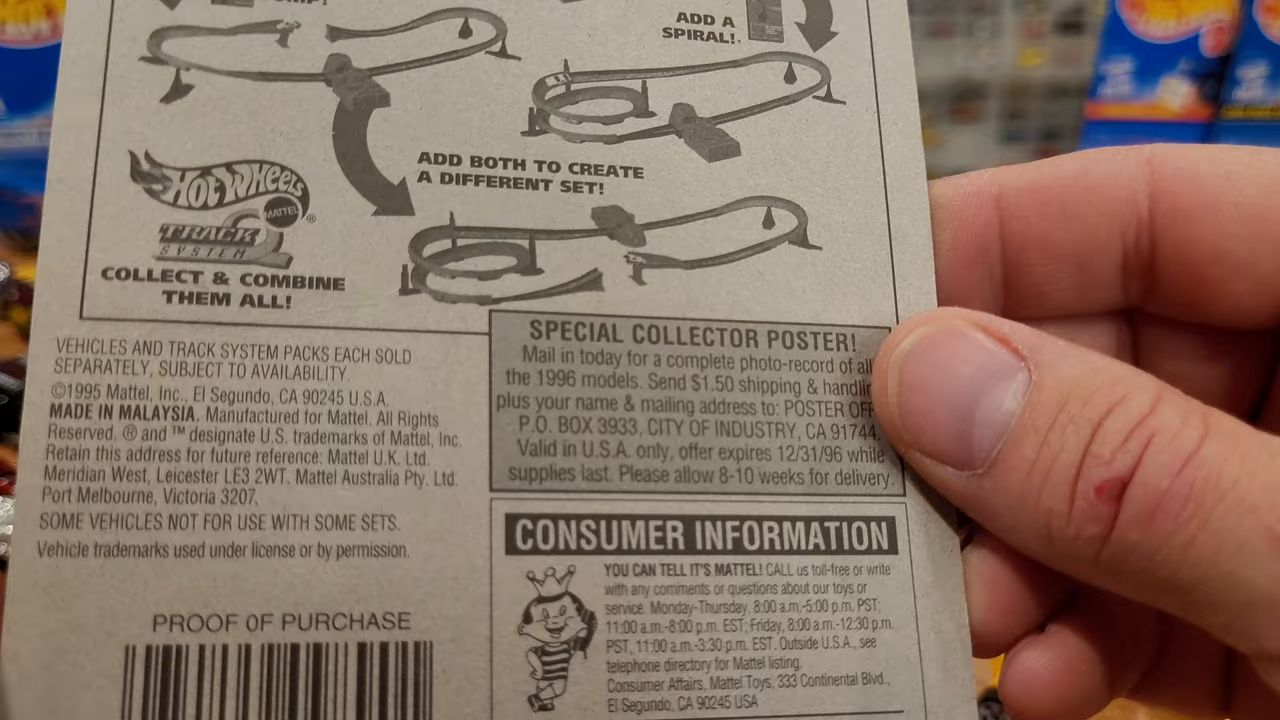 ADD A
SPIRAL!
ADD BOTH TO CREATE
A DIFFERENT SET!
HOT WHEELS
MATTEL
®
TRACK
SYSTEM
COLLECT & COMBINE
THEM ALL!
VEHICLES AND TRACK SYSTEM PACKS EACH SOLD
SEPARATELY, SUBJECT TO AVAILABILITY.
©1995 Mattel, Inc., El Segundo, CA 90245 U.S.A.
MADE IN MALAYSIA. Manufactured for Mattel. All Rights
Reserved. ® and ™ designate U.S. trademarks of Mattel, Inc.
Retain this address for future reference: Mattel U.K. Ltd.
Meridian West, Leicester LE3 2WT. Mattel Australia Pty. Ltd.
Port Melbourne, Victoria 3207.
SOME VEHICLES NOT FOR USE WITH SOME SETS.
Vehicle trademarks used under license or by permission.
PROOF OF PURCHASE
SPECIAL COLLECTOR POSTER!
Mail in today for a complete photo-record of all
the 1996 models. Send $1.50 shipping & handlin
plus your name & mailing address to: POSTER OFF
P.O. BOX 3933, CITY OF INDUSTRY, CA 91744.
Valid in U.S.A. only, offer expires 12/31/96 while
supplies last. Please allow 8-10 weeks for delivery.
CONSUMER INFORMATION
YOU CAN TELL IT'S MATTEL! CALL us toll-free or write
with any comments or questions about our toys or
service. Monday-Thursday, 8:00 a.m.-5:00 p.m. PST;
11:00 a.m.-8:00 p.m. EST; Friday, 8:00 a.m.-12:30 p.m.
PST, 11:00 a.m.-3:30 p.m. EST. Outside U.S.A., see
telephone directory for Mattel listing.
Consumer Affairs, Mattel Toys, 333 Continental Blvd.,
El Segundo, CA 90245 USA